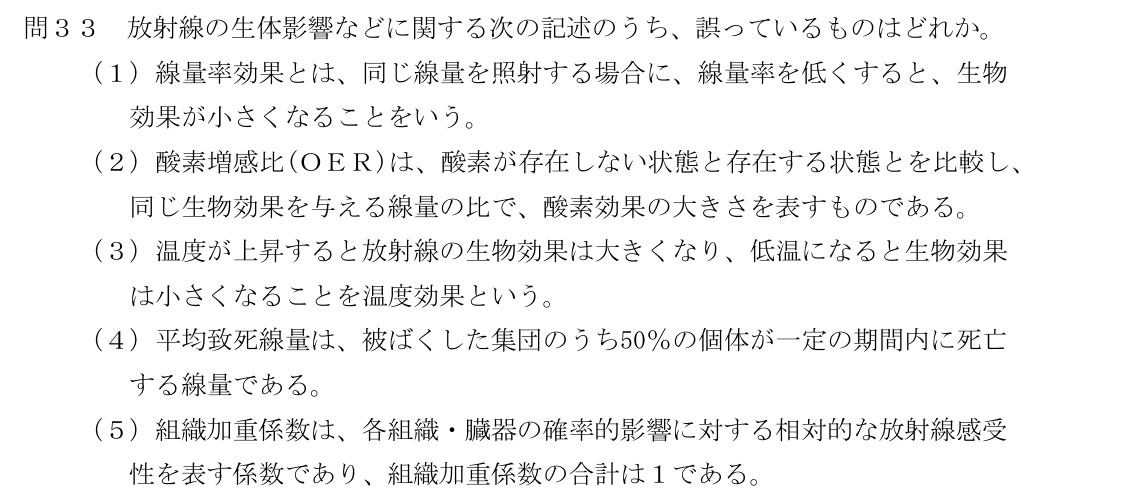 問３３　放射線の生体影響などに関する次の記述のうち、誤っているものはどれか。
（１）線量率効果とは、同じ線量を照射する場合に、線量率を低くすると、生物
効果が小さくなることをいう。
（２）酸素増感比(ＯＥＲ)は、酸素が存在しない状態と存在する状態とを比較し、
同じ生物効果を与える線量の比で、酸素効果の大きさを表すものである。
（３）温度が上昇すると放射線の生物効果は大きくなり、低温になると生物効果
は小さくなることを温度効果という。
（４）平均致死線量は、被ばくした集団のうち50％の個体が一定の期間内に死亡
する線量である。
（５）組織加重係数は、各組織・臓器の確率的影響に対する相対的な放射線感受
性を表す係数であり、組織加重係数の合計は１である。